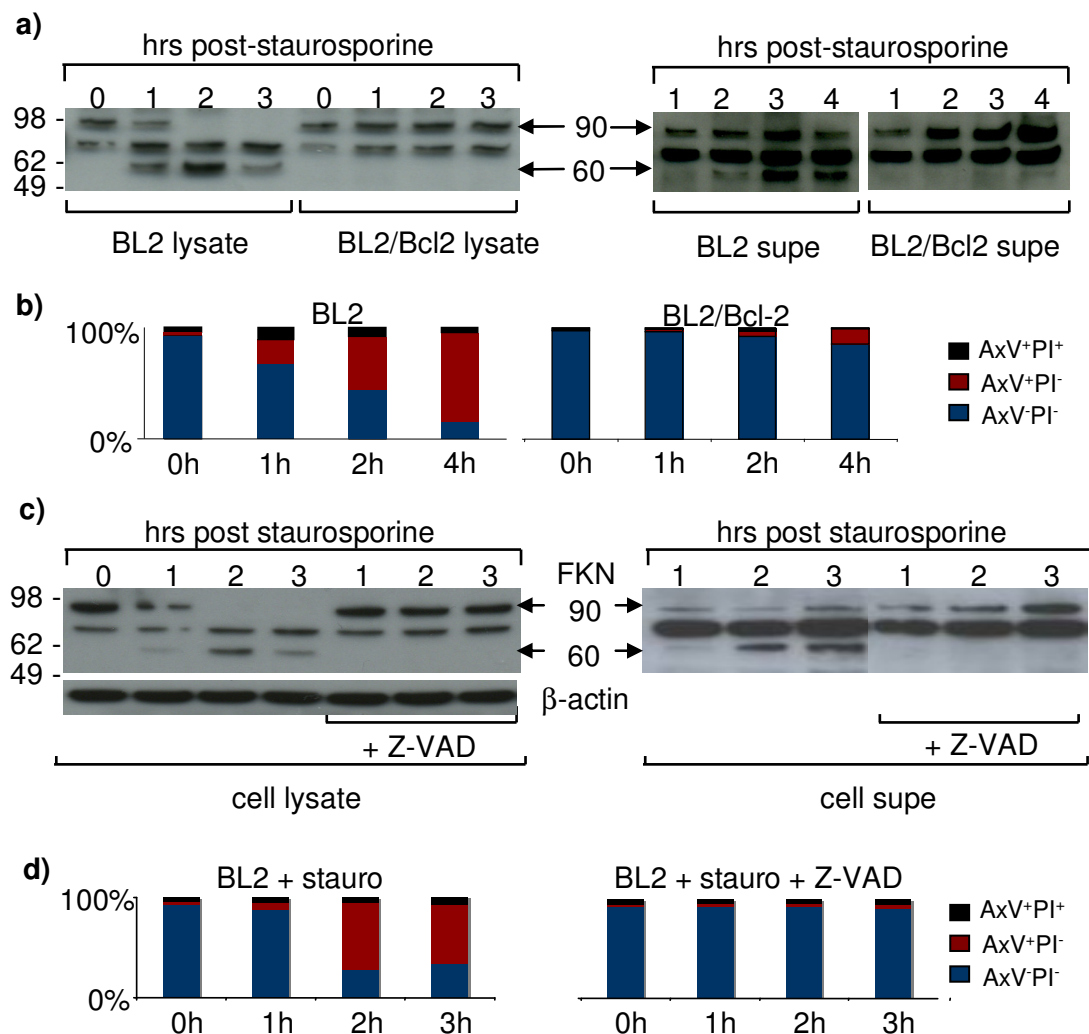 a)
hrs post-staurosporine
hrs post-staurosporine
0 1 2 3 0 1 2 3
1 2 3 4 1 2 3 4
98 -
62 -
49 -
90
60
BL2 lysate
BL2/Bcl2 lysate
BL2 supe
BL2/Bcl2 supe
b)
BL2
BL2/Bcl-2
100%
0%
0h 1h 2h 4h
0h 1h 2h 4h
AxV⁺PI⁺
AxV⁺PI⁻
AxV⁻PI⁻
c)
hrs post staurosporine
hrs post staurosporine
0 1 2 3 1 2 3
1 2 3 1 2 3
98 -
62 -
49 -
FKN
90
60
β-actin
+ Z-VAD
+ Z-VAD
cell lysate
cell supe
d)
BL2 + stauro
BL2 + stauro + Z-VAD
100%
0%
0h 1h 2h 3h
0h 1h 2h 3h
AxV⁺PI⁺
AxV⁺PI⁻
AxV⁻PI⁻